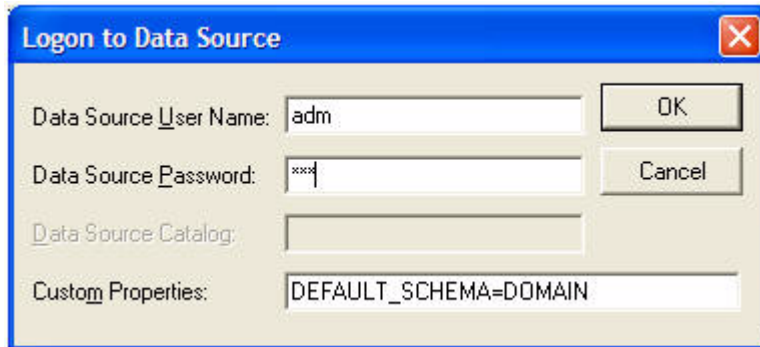 Logon to Data Source
Data Source User Name: adm OK
Data Source Password: *** Cancel
Data Source Catalog:
Custom Properties: DEFAULT_SCHEMA=DOMAIN